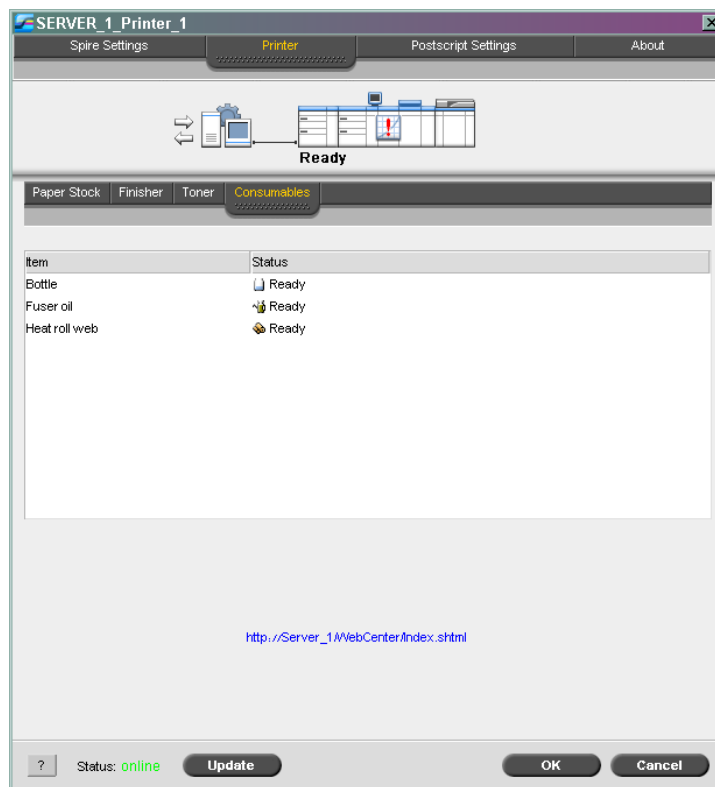 SERVER_1_Printer_1
Spire Settings Printer Postscript Settings About
Ready
Paper Stock Finisher Toner Consumables
Item Status
Bottle Ready
Fuser oil Ready
Heat roll web Ready
http://Server_1/WebCenter/Index.shtml
? Status: online Update OK Cancel